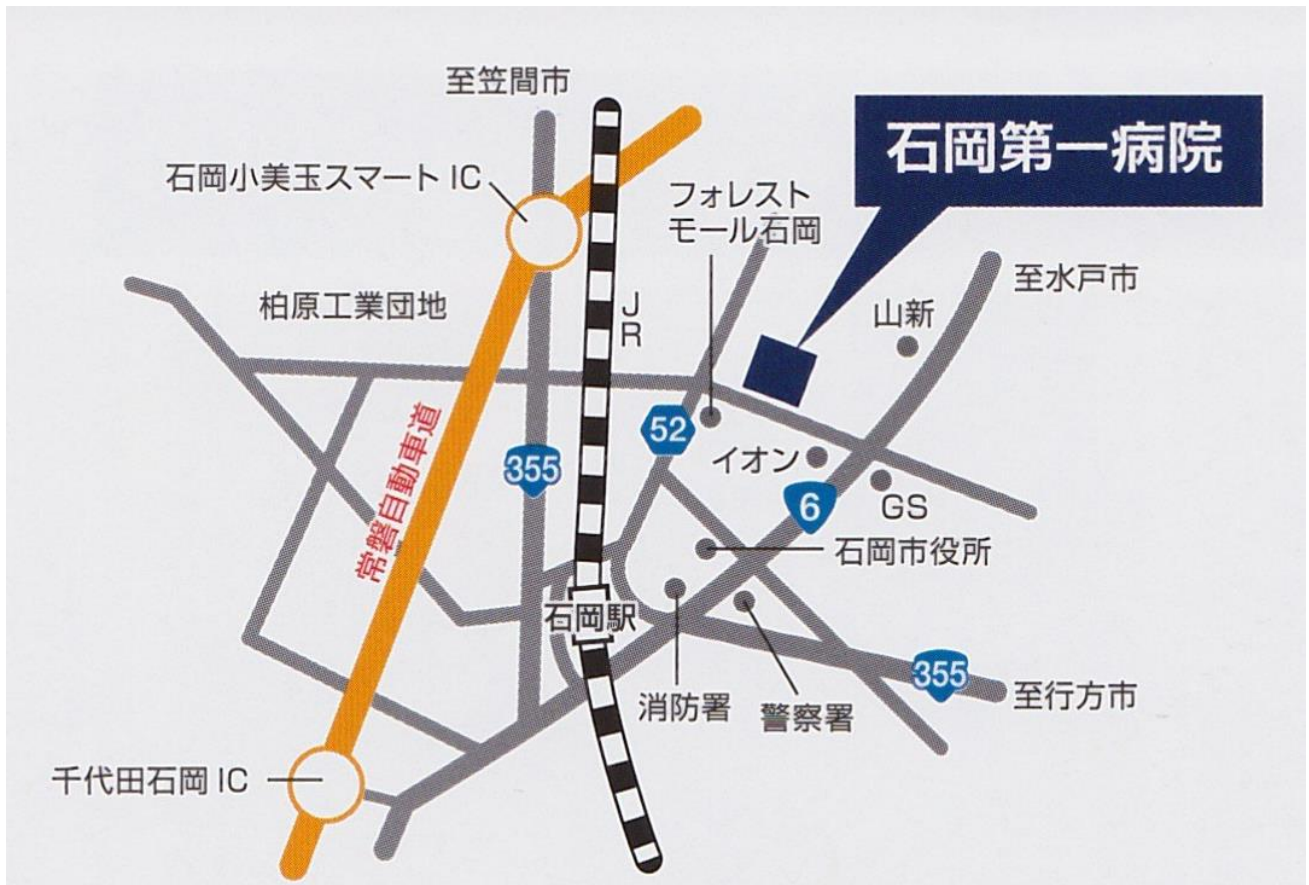 至笠間市
石岡第一病院
石岡小美玉スマート IC
フォレスト
モール石岡
至水戸市
柏原工業団地
J
R
山新
常磐自動車道
52
355
イオン
6
GS
石岡市役所
石岡駅
355
消防署
警察署
至行方市
千代田石岡 IC